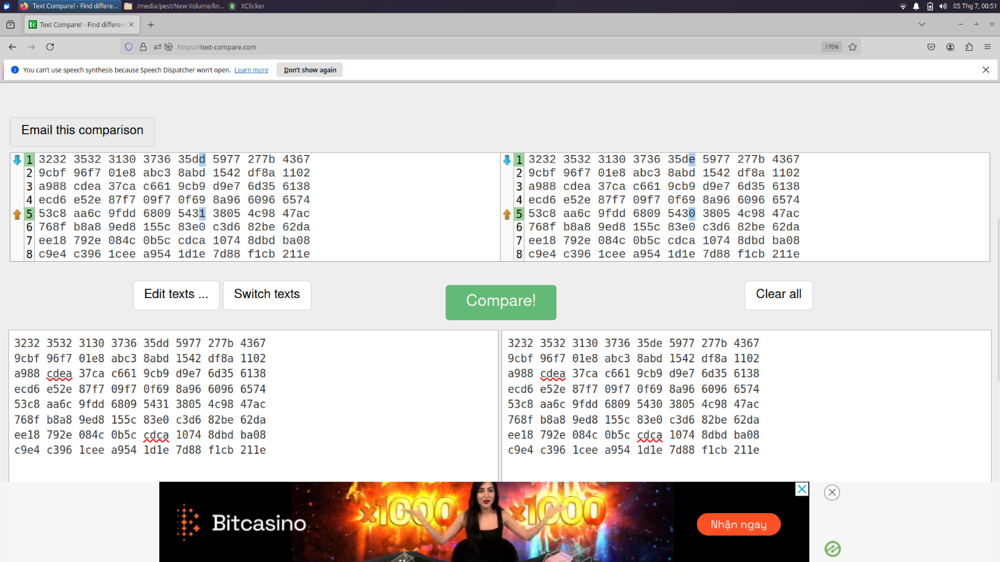 Text Compare! - Find differe...
/media/pest/New Volume/lin...
XClicker
05 Thg 7, 00:51
tc Text Compare! - Find differen
https://text-compare.com
170%
You can't use speech synthesis because Speech Dispatcher won't open. Learn more Don't show again
Email this comparison
1 3232 3532 3130 3736 35dd 5977 277b 4367
2 9cbf 96f7 01e8 abc3 8abd 1542 df8a 1102
3 a988 cdea 37ca c661 9cb9 d9e7 6d35 6138
4 ecd6 e52e 87f7 09f7 0f69 8a96 6096 6574
5 53c8 aa6c 9fdd 6809 5431 3805 4c98 47ac
6 768f b8a8 9ed8 155c 83e0 c3d6 82be 62da
7 ee18 792e 084c 0b5c cdca 1074 8dbd ba08
8 c9e4 c396 1cee a954 1d1e 7d88 f1cb 211e
1 3232 3532 3130 3736 35de 5977 277b 4367
2 9cbf 96f7 01e8 abc3 8abd 1542 df8a 1102
3 a988 cdea 37ca c661 9cb9 d9e7 6d35 6138
4 ecd6 e52e 87f7 09f7 0f69 8a96 6096 6574
5 53c8 aa6c 9fdd 6809 5430 3805 4c98 47ac
6 768f b8a8 9ed8 155c 83e0 c3d6 82be 62da
7 ee18 792e 084c 0b5c cdca 1074 8dbd ba08
8 c9e4 c396 1cee a954 1d1e 7d88 f1cb 211e
Edit texts ...
Switch texts
Compare!
Clear all
3232 3532 3130 3736 35dd 5977 277b 4367
9cbf 96f7 01e8 abc3 8abd 1542 df8a 1102
a988 cdea 37ca c661 9cb9 d9e7 6d35 6138
ecd6 e52e 87f7 09f7 0f69 8a96 6096 6574
53c8 aa6c 9fdd 6809 5431 3805 4c98 47ac
768f b8a8 9ed8 155c 83e0 c3d6 82be 62da
ee18 792e 084c 0b5c cdca 1074 8dbd ba08
c9e4 c396 1cee a954 1d1e 7d88 f1cb 211e
3232 3532 3130 3736 35de 5977 277b 4367
9cbf 96f7 01e8 abc3 8abd 1542 df8a 1102
a988 cdea 37ca c661 9cb9 d9e7 6d35 6138
ecd6 e52e 87f7 09f7 0f69 8a96 6096 6574
53c8 aa6c 9fdd 6809 5430 3805 4c98 47ac
768f b8a8 9ed8 155c 83e0 c3d6 82be 62da
ee18 792e 084c 0b5c cdca 1074 8dbd ba08
c9e4 c396 1cee a954 1d1e 7d88 f1cb 211e
Bitcasino
x1000
x1000
Nhận ngay